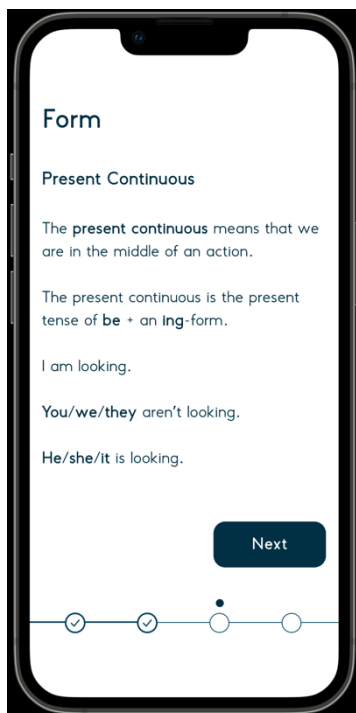 Form
Present Continuous
The present continuous means that we
are in the middle of an action.
The present continuous is the present
tense of be + an ing-form.
I am looking.
You/we/they aren't looking.
He/she/it is looking.
Next